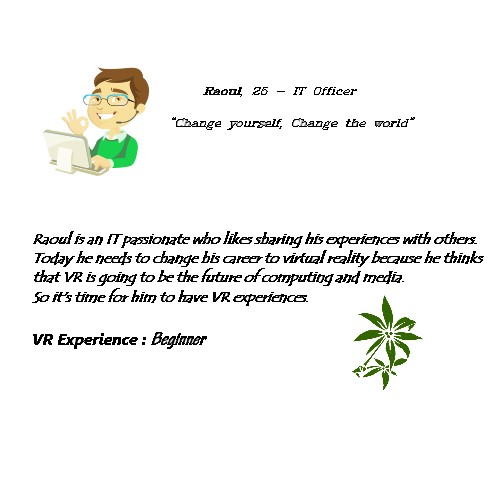 Raoul, 25 – IT Officer
"Change yourself, Change the world"
Raoul is an IT passionate who likes sharing his experiences with others.
Today he needs to change his career to virtual reality because he thinks
that VR is going to be the future of computing and media.
So it's time for him to have VR experiences.
VR Experience : Beginner